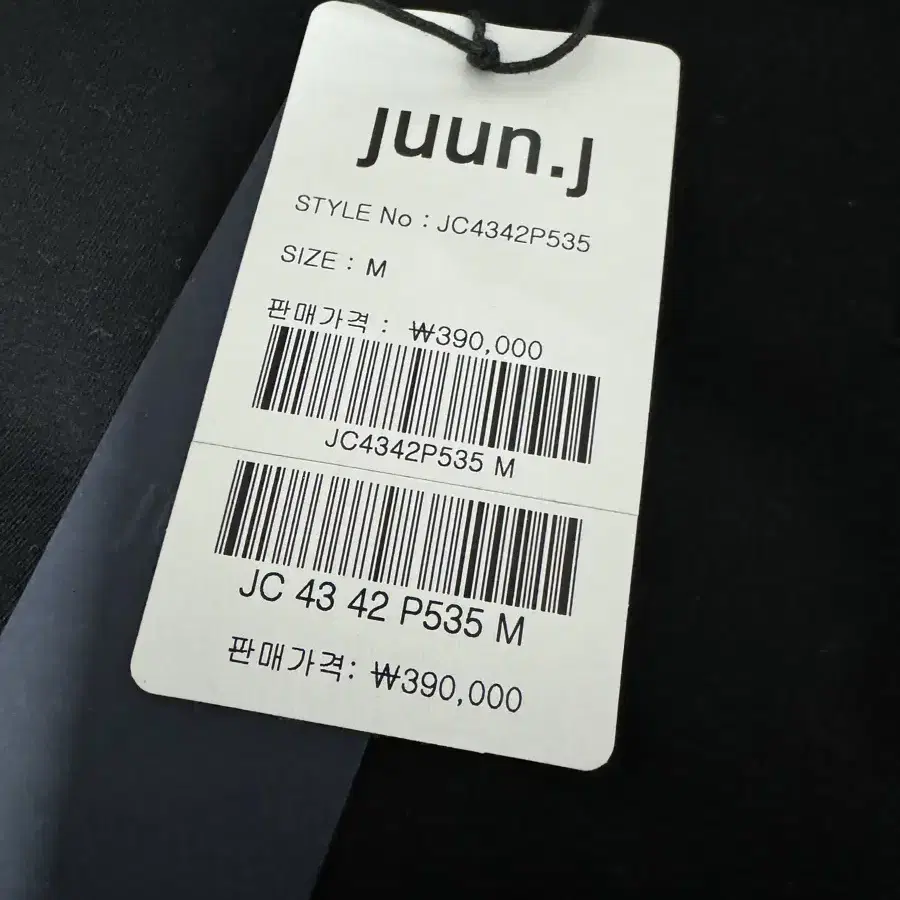 juun.j
STYLE No : JC4342P535
SIZE : M
판매가격 : ₩390,000
JC4342P535 M
JC 43 42 P535 M
판매가격: ₩390,000